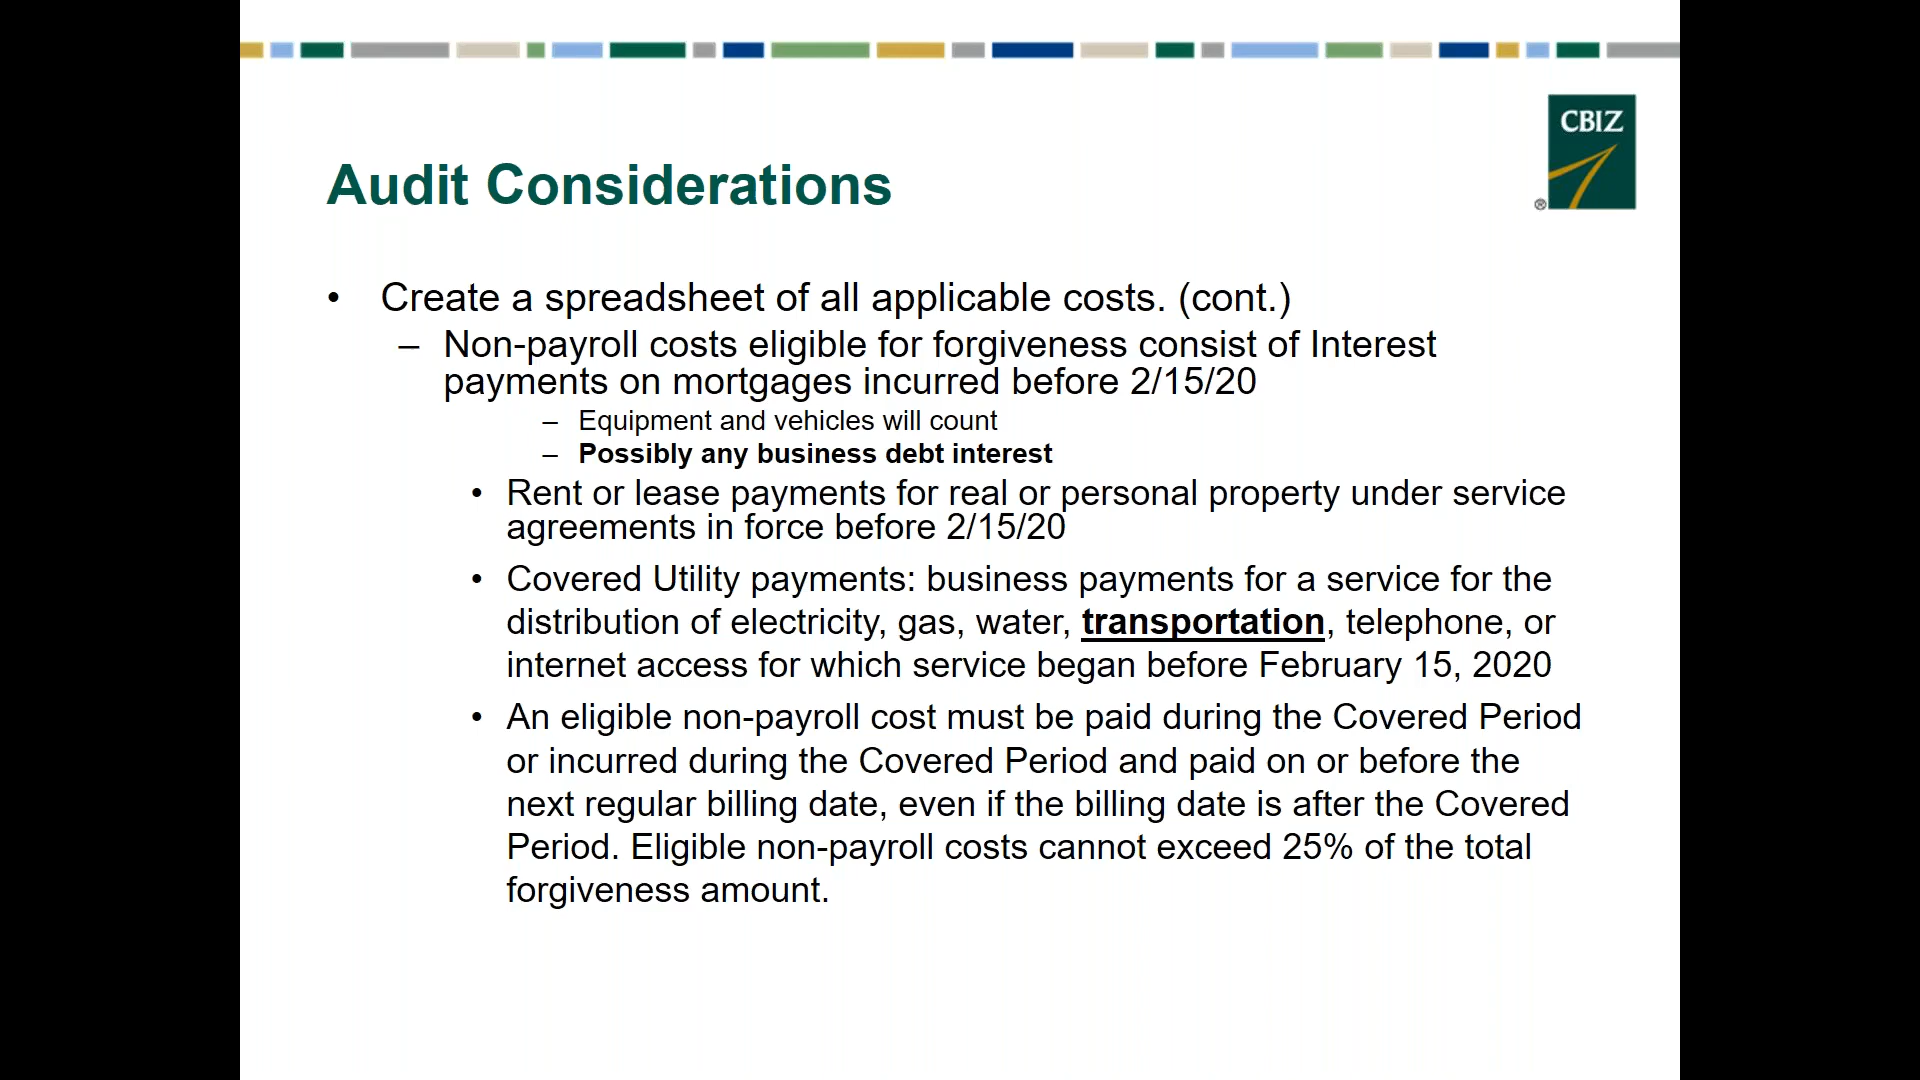 CBIZ
®
Audit Considerations
• Create a spreadsheet of all applicable costs. (cont.)
– Non-payroll costs eligible for forgiveness consist of Interest
payments on mortgages incurred before 2/15/20
– Equipment and vehicles will count
– Possibly any business debt interest
• Rent or lease payments for real or personal property under service
agreements in force before 2/15/20
• Covered Utility payments: business payments for a service for the
distribution of electricity, gas, water, transportation, telephone, or
internet access for which service began before February 15, 2020
• An eligible non-payroll cost must be paid during the Covered Period
or incurred during the Covered Period and paid on or before the
next regular billing date, even if the billing date is after the Covered
Period. Eligible non-payroll costs cannot exceed 25% of the total
forgiveness amount.